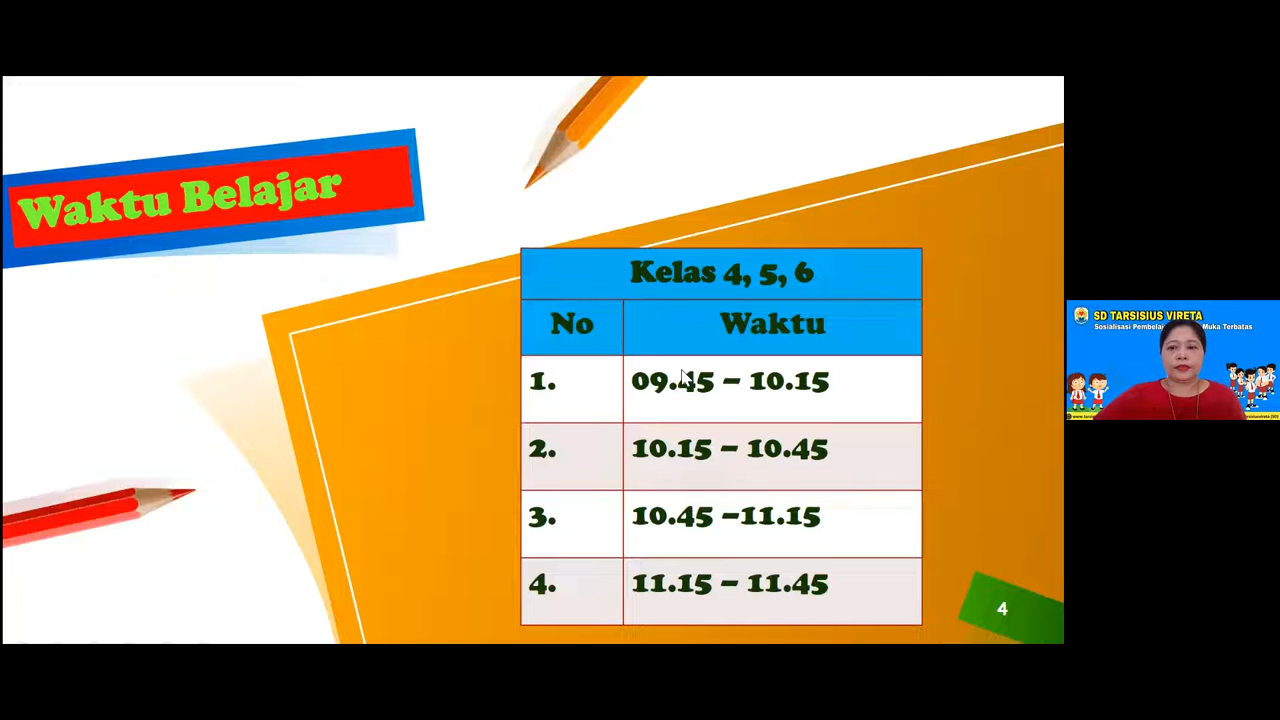 Waktu Belajar
Kelas 4, 5, 6
No Waktu
1. 09.45 – 10.15
2. 10.15 – 10.45
3. 10.45 –11.15
4. 11.15 – 11.45
4
SD TARSISIUS VIRETA
Sosialisasi Muka Terbatas